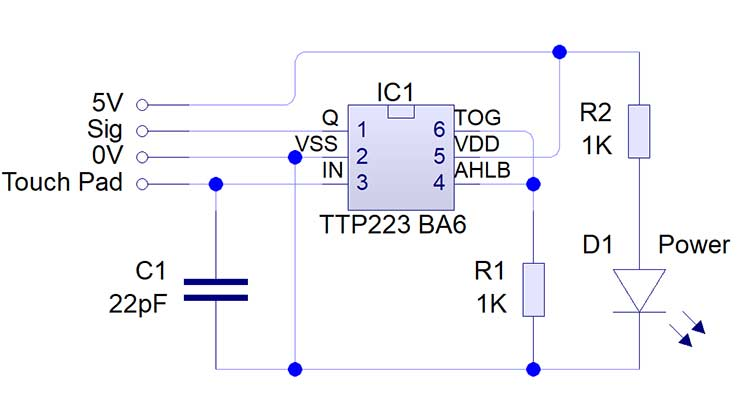 IC1
5V
Q
1
6
TOG
R2
1K
Sig
VSS
2
5
VDD
0V
IN
3
4
AHLB
Touch Pad
TTP223 BA6
D1
Power
C1
22pF
R1
1K